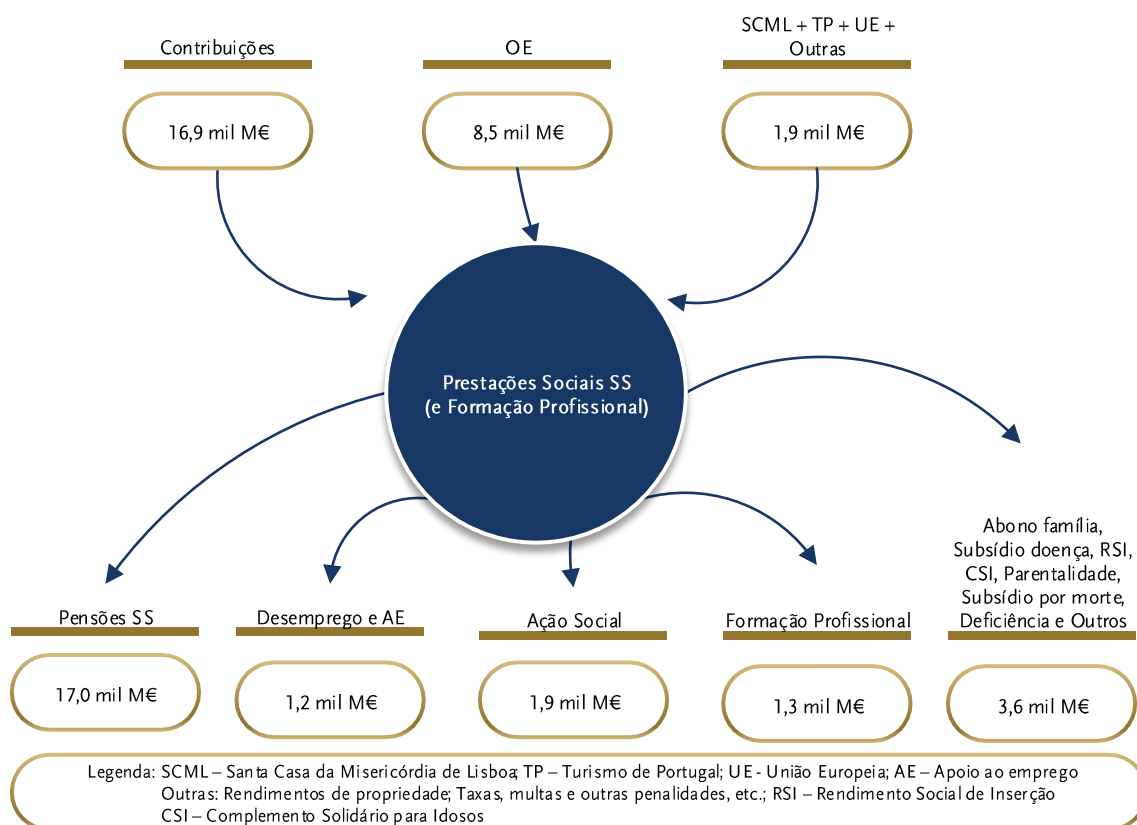 Contribuições
OE
SCML + TP + UE +
Outras
16,9 mil M€
8,5 mil M€
1,9 mil M€
Prestações Sociais SS
(e Formação Profissional)
Pensões SS
Desemprego e AE
Ação Social
Formação Profissional
Abono família,
Subsídio doença, RSI,
CSI, Parentalidade,
Subsídio por morte,
Deficiência e Outros
17,0 mil M€
1,2 mil M€
1,9 mil M€
1,3 mil M€
3,6 mil M€
Legenda: SCML – Santa Casa da Misericórdia de Lisboa; TP – Turismo de Portugal; UE - União Europeia; AE – Apoio ao emprego
Outras: Rendimentos de propriedade; Taxas, multas e outras penalidades, etc.; RSI – Rendimento Social de Inserção
CSI – Complemento Solidário para Idosos